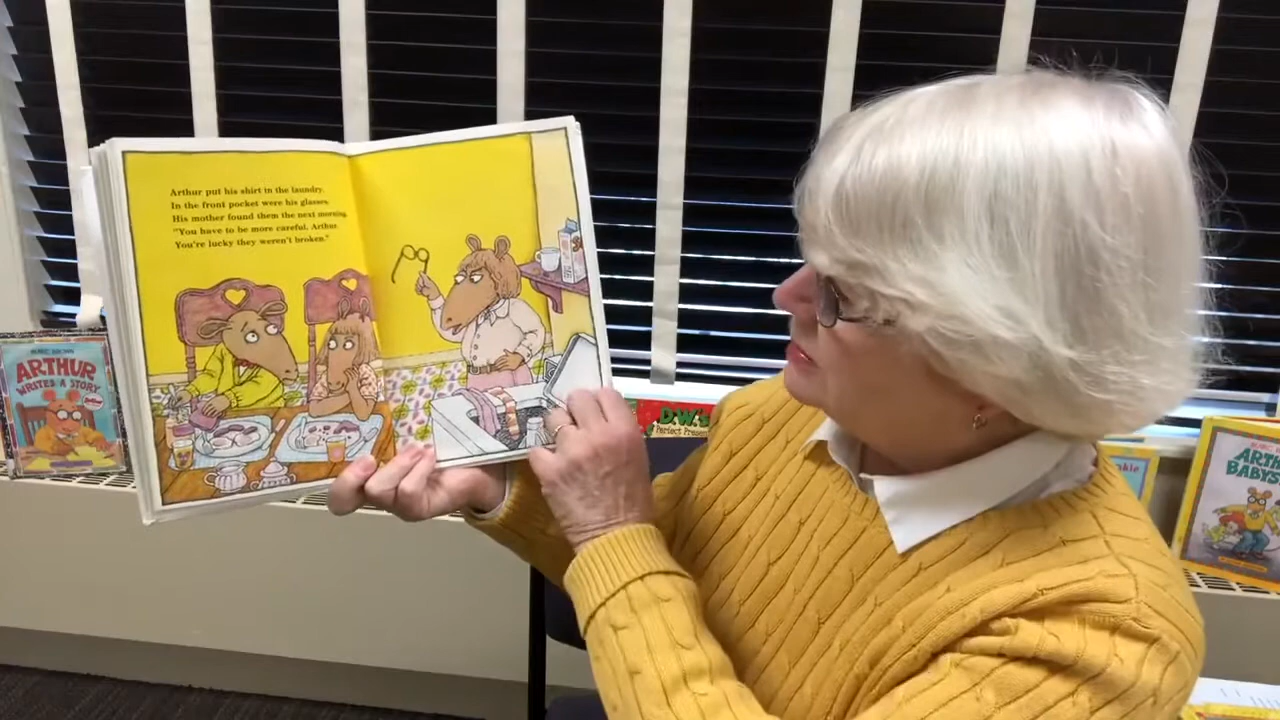 Arthur put his shirt in the laundry.
In the front pocket were his glasses.
His mother found them the next morning.
"You have to be more careful, Arthur.
You're lucky they weren't broken."
ARTHUR
WRITES A STORY
D.W.'s
Perfect Present
ARTH
BABYS